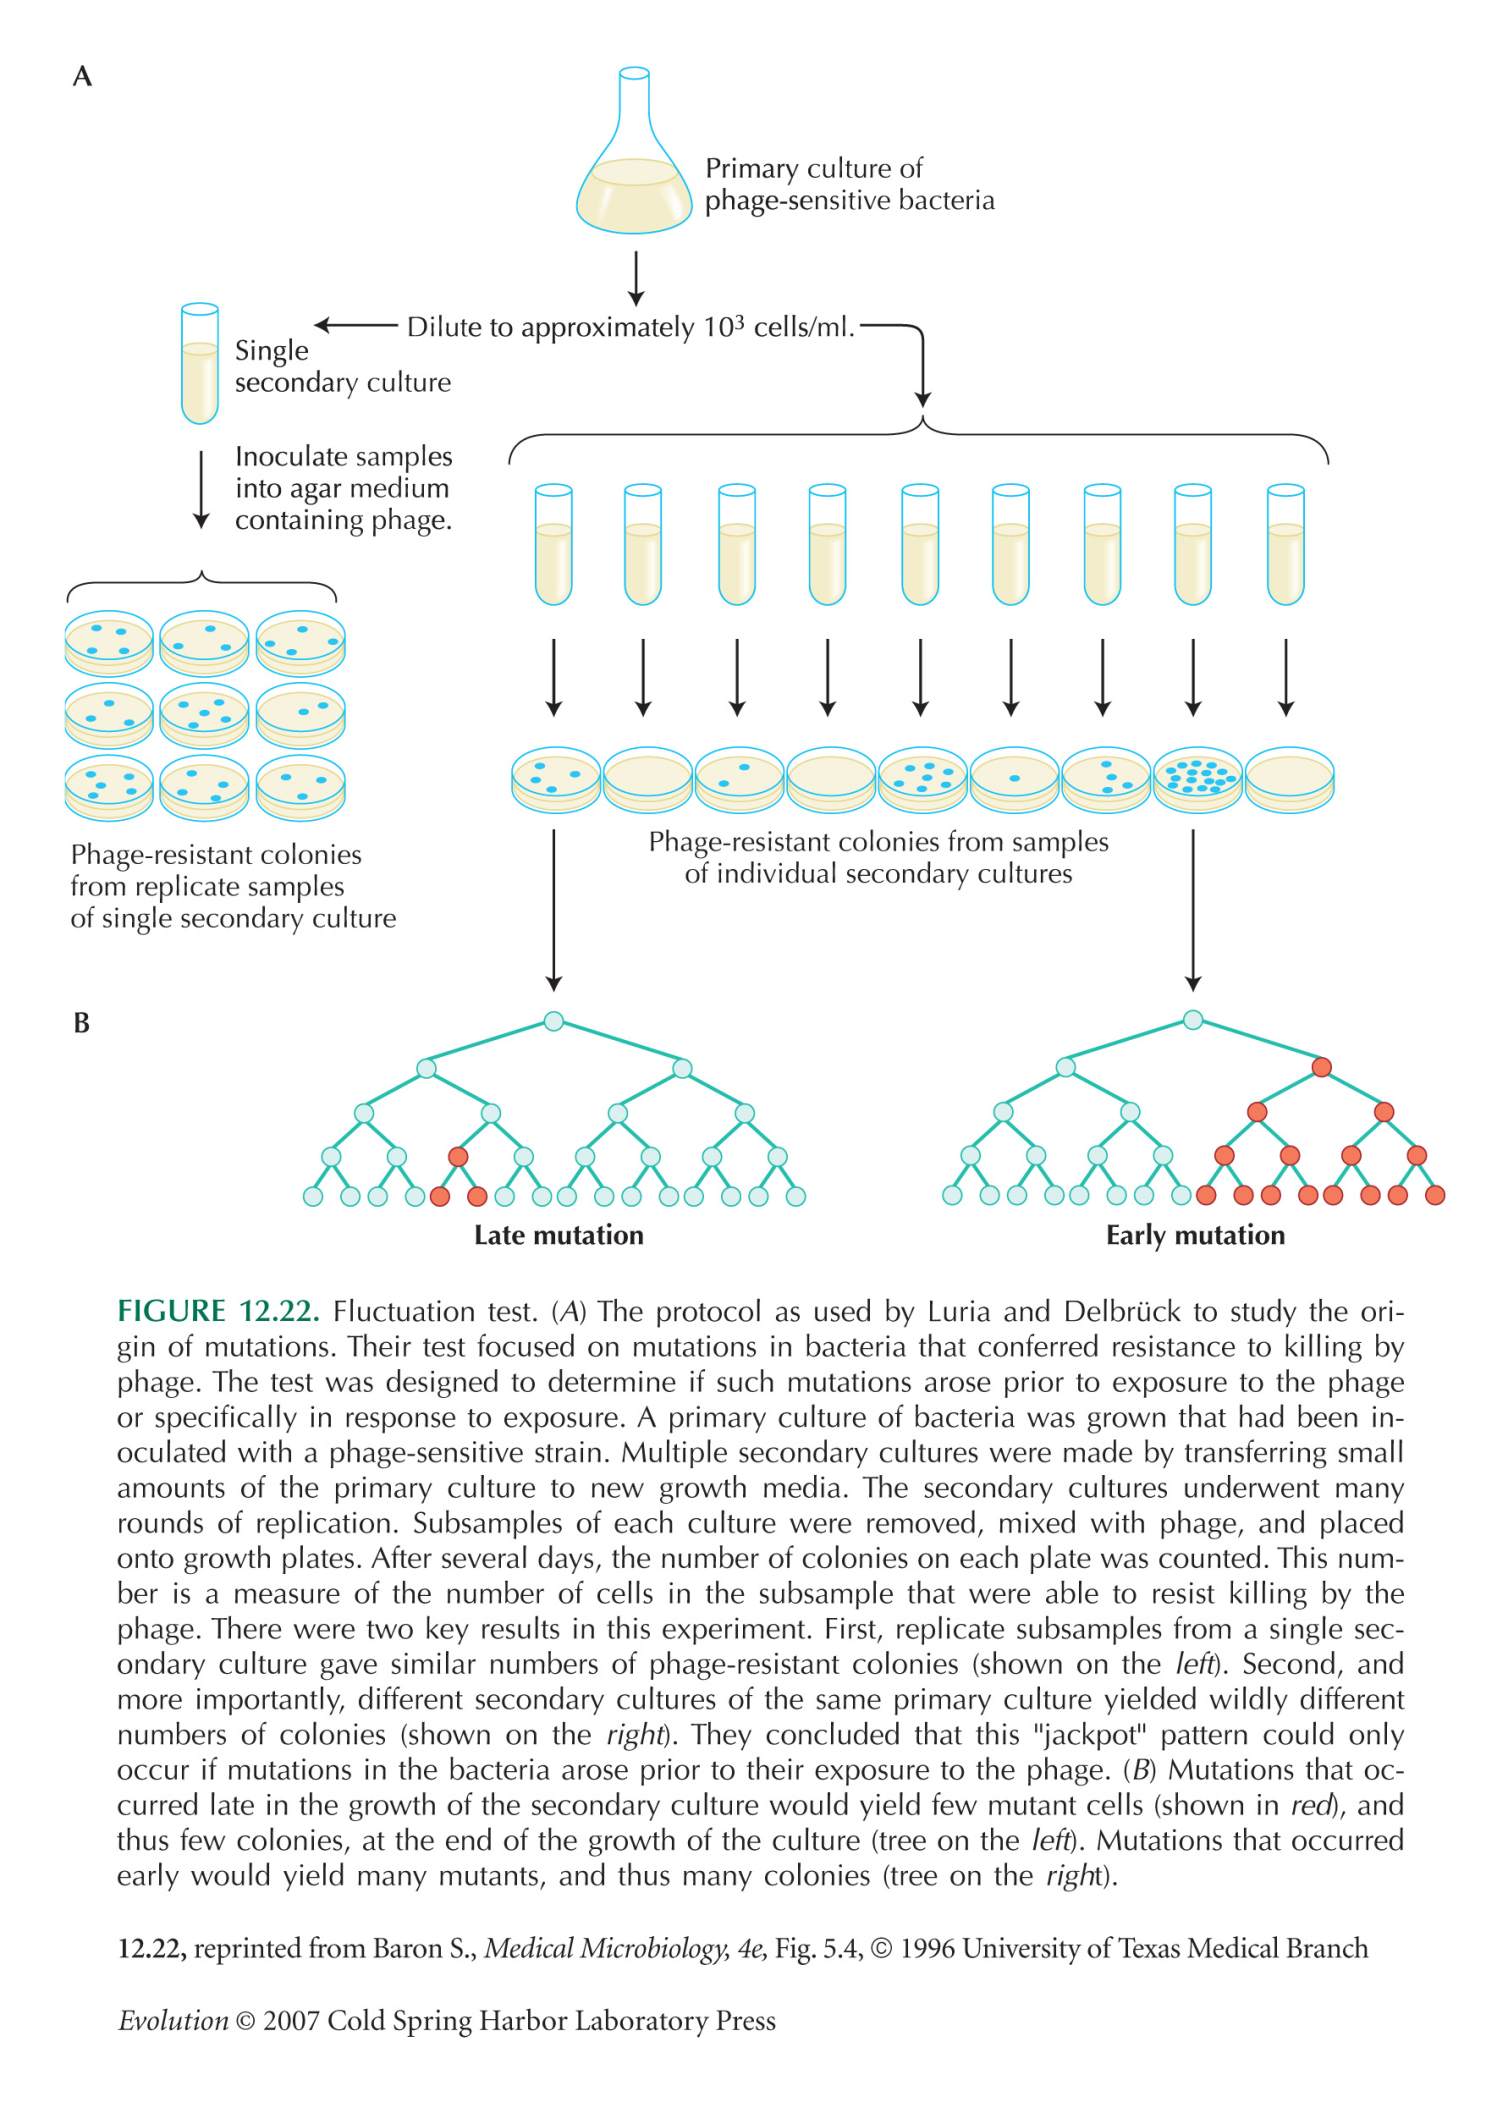 A
Primary culture of
phage-sensitive bacteria
Dilute to approximately 10³ cells/ml.
Single
secondary culture
Inoculate samples
into agar medium
containing phage.
Phage-resistant colonies
from replicate samples
of single secondary culture
Phage-resistant colonies from samples
of individual secondary cultures
B
Late mutation
Early mutation
FIGURE 12.22. Fluctuation test. (A) The protocol as used by Luria and Delbrück to study the ori-
gin of mutations. Their test focused on mutations in bacteria that conferred resistance to killing by
phage. The test was designed to determine if such mutations arose prior to exposure to the phage
or specifically in response to exposure. A primary culture of bacteria was grown that had been in-
oculated with a phage-sensitive strain. Multiple secondary cultures were made by transferring small
amounts of the primary culture to new growth media. The secondary cultures underwent many
rounds of replication. Subsamples of each culture were removed, mixed with phage, and placed
onto growth plates. After several days, the number of colonies on each plate was counted. This num-
ber is a measure of the number of cells in the subsample that were able to resist killing by the
phage. There were two key results in this experiment. First, replicate subsamples from a single sec-
ondary culture gave similar numbers of phage-resistant colonies (shown on the left). Second, and
more importantly, different secondary cultures of the same primary culture yielded wildly different
numbers of colonies (shown on the right). They concluded that this "jackpot" pattern could only
occur if mutations in the bacteria arose prior to their exposure to the phage. (B) Mutations that oc-
curred late in the growth of the secondary culture would yield few mutant cells (shown in red), and
thus few colonies, at the end of the growth of the culture (tree on the left). Mutations that occurred
early would yield many mutants, and thus many colonies (tree on the right).
12.22, reprinted from Baron S., Medical Microbiology, 4e, Fig. 5.4, © 1996 University of Texas Medical Branch
Evolution © 2007 Cold Spring Harbor Laboratory Press